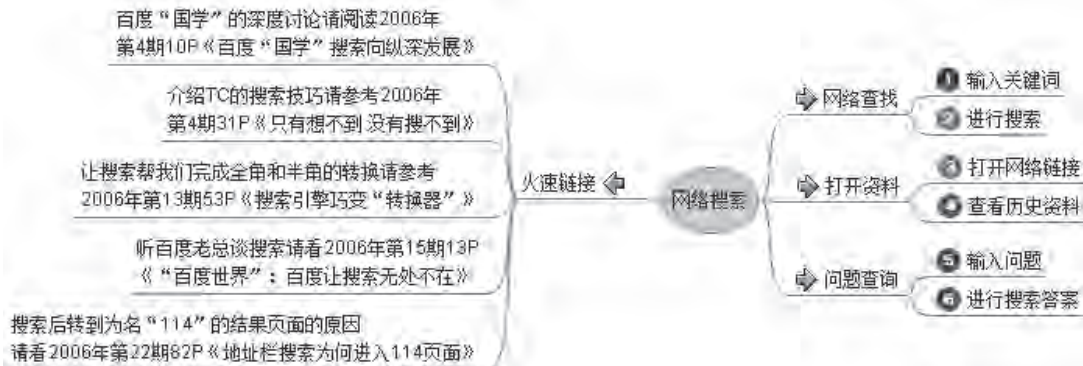 百度“国学”的深度讨论请阅读2006年
第4期10P《百度“国学”搜索向纵深发展》
介绍TC的搜索技巧请参考2006年
第4期31P《只有想不到 没有搜不到》
让搜索帮我们完成全角和半角的转换请参考
2006年第13期53P《搜索引擎巧变“转换器”》
听百度老总谈搜索请看2006年第15期13P
《“百度世界”：百度让搜索无处不在》
搜索后转到为名“114”的结果页面的原因
请看2006年第22期82P《地址栏搜索为何进入114页面》
火速链接
网络搜索
网络查找
1 输入关键词
2 进行搜索
打开资料
3 打开网络链接
4 查看历史资料
问题查询
5 输入问题
6 进行搜索答案